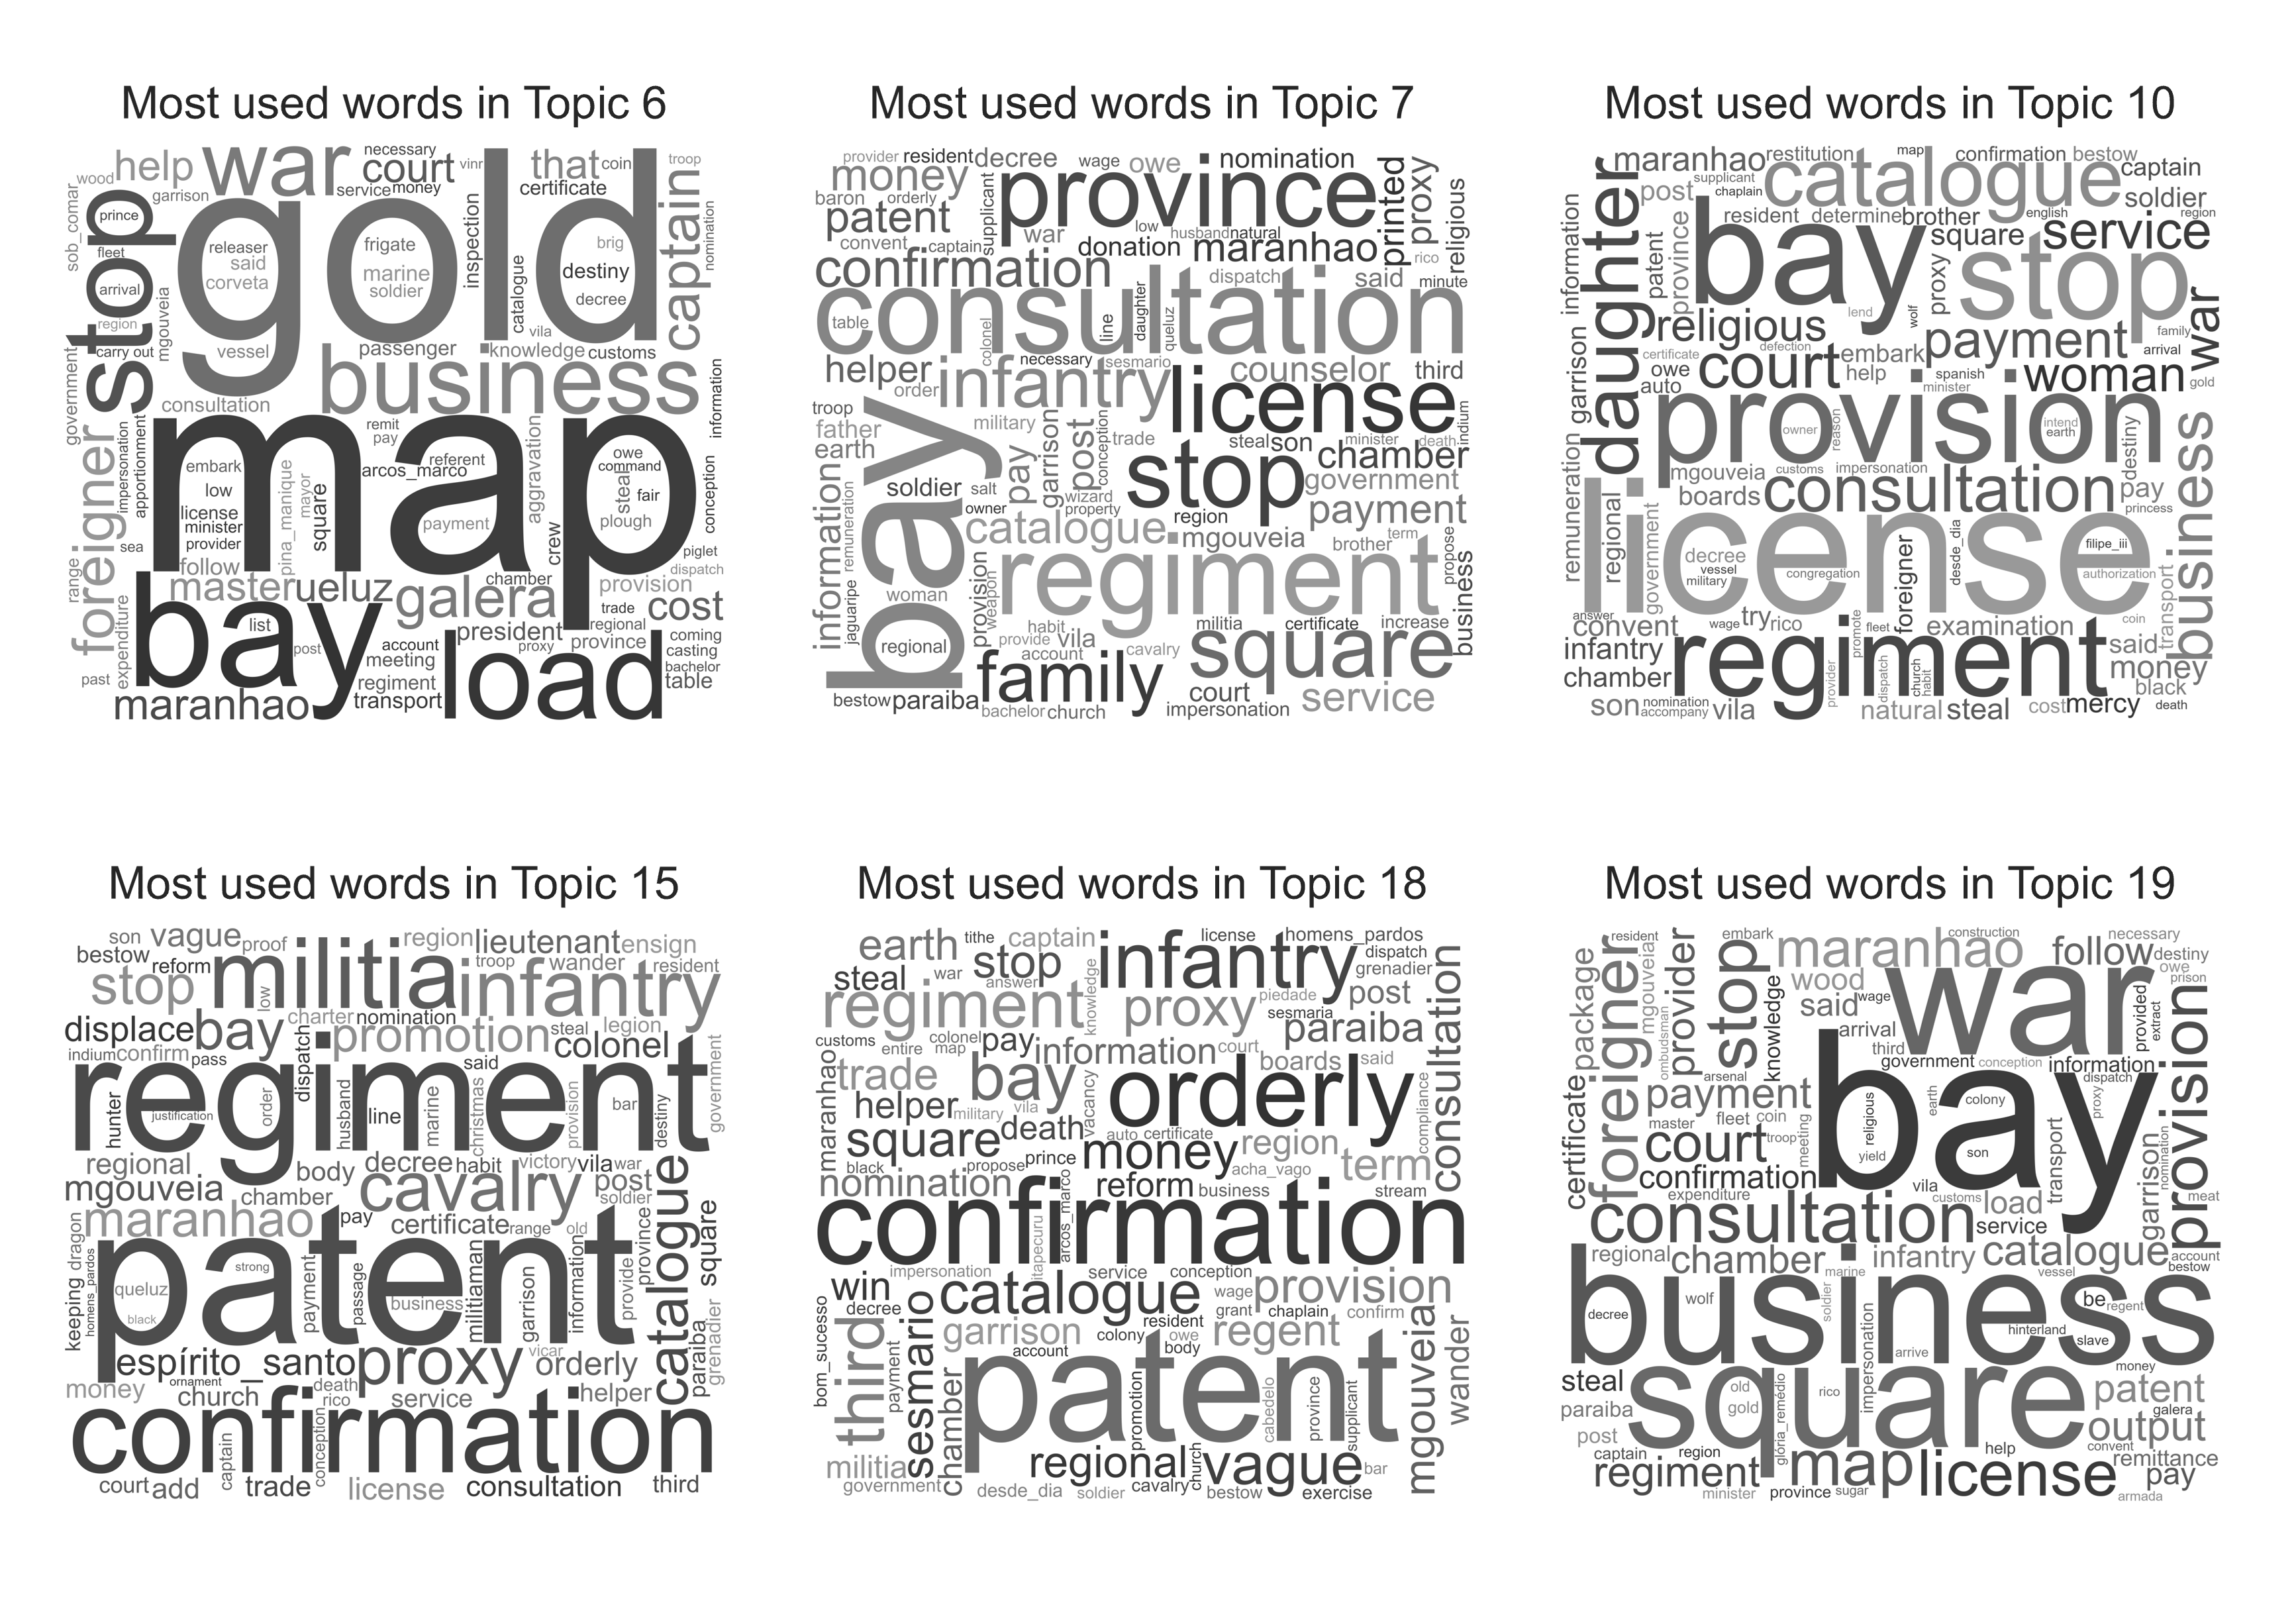 Most used words in Topic 6
necessary
help war court vinr that coin troop
wood service money certificate
sob_comar garrison
stop prince gold captain
releaser frigate inspection brig nomination
fleet said marine destiny
arrival corveta soldier catalogue decree
region mgouveia vila
carry out vessel passenger knowledge customs
government business information
consultation
foreigner impersonation apportionment map remit aggravation
pay
referent owe
embark arcos_marco command
low pina_manique mayor square steal fair conception
license payment plough
minister
provider crew
sea follow piglet
range master ueluz galera chamber provision dispatch
expenditure bay list trade cost
post account president proxy regional province coming
meeting load casting
past regiment bachelor
maranhao transport table
Most used words in Topic 7
provider resident decree wage owe nomination
money supplicant province printed proxy
baron orderly
patent low husband natural religious
convent captain war donation maranhao rico
confirmation dispatch said minute
consultation
table colonel line daughter queluz
helper necessary sesmario counselor third
order infantry license
troop bay military indium
father pay garrison post conception trade steal son minister death
earth stop chamber
information remuneration soldier salt wizard government
owner property region payment
catalogue mgouveia brother term
jaguaripe woman provision weapon regiment propose business
regional habit militia certificate increase
provide vila square
account cavalry
family court service
bestow paraiba bachelor church impersonation
Most used words in Topic 10
maranhao restitution map confirmation bestow
daughter post supplicant chaplain catalogue captain
information soldier
patent province resident determine brother english region
bay proxy square service
stop
religious lend wolf war
garrison certificate defection payment family
owe court embark arrival
auto help spanish minister woman gold
remuneration provision owner reason intend earth destiny business
mgouveia customs impersonation
regional boards consultation pay
government license princess
decree foreigner desde_dia filipe_iii
vessel
military congregation authorization transport
answer
convent wage try rico promote fleet examination coin
infantry regiment said
chamber provider dispatch church habit money
black
son nomination accompany vila natural steal cost mercy death
Most used words in Topic 15
son vague proof militia region lieutenant ensign
bestow reform troop wander resident
stop low infantry
displace bay charter nomination promotion steal legion
indium confirm pass dispatch said colonel
regiment government
hunter justification order husband line marine christmas provision bar destiny
regional body decree habit victory vila war
mgouveia chamber cavalry post
soldier
maranhao pay certificate range old province catalogue square
keeping dragon homens_pardos patent
queluz strong payment passage business militiaman garrison information provide
black
espírito_santo proxy vicar orderly paraiba grenadier
money ornament church death rico service helper
confirmation
court add captain trade conception license consultation third
Most used words in Topic 18
earth tithe captain infantry license homens_pardos
dispatch
steal war stop grenadier
answer consultation
regiment knowledge proxy piedade post
sesmaria
customs entire colonel map pay paraiba
information court boards said
maranhao trade bay orderly
helper military vila vacancy compliance
square death auto certificate
black propose prince money region
nomination acha_vago term
reform business stream
confirmation
itapecuru arcos_marco
impersonation service conception
win catalogue wage provision
decree grant chaplain confirm
bom_sucesso third payment sesmario garrison colony resident owe regent mgouveia wander
account body
chamber patent
promotion cabedelo province supplicant
militia regional church vague bar
government desde_dia soldier cavalry bestow exercise
Most used words in Topic 19
resident embark construction necessary
package foreigner mgouveia provider stop maranhao follow destiny
wood war owe prison
ombudsman knowledge said wage provided extract
arrival
third
government conception information
arsenal dispatch
certificate payment bay provision
fleet coin religious earth colony proxy
master
court troop meeting
confirmation yield son transport garrison nomination
expenditure vila customs load meat
consultation service
regional chamber infantry catalogue account
marine vessel bestow
business
decree wolf soldier be regent
hinterland slave
impersonation arrive money
steal square old gold glória_remédio rico patent
paraiba galera
post output
captain region help convent
regiment map license remittance
pay
minister province sugar armada